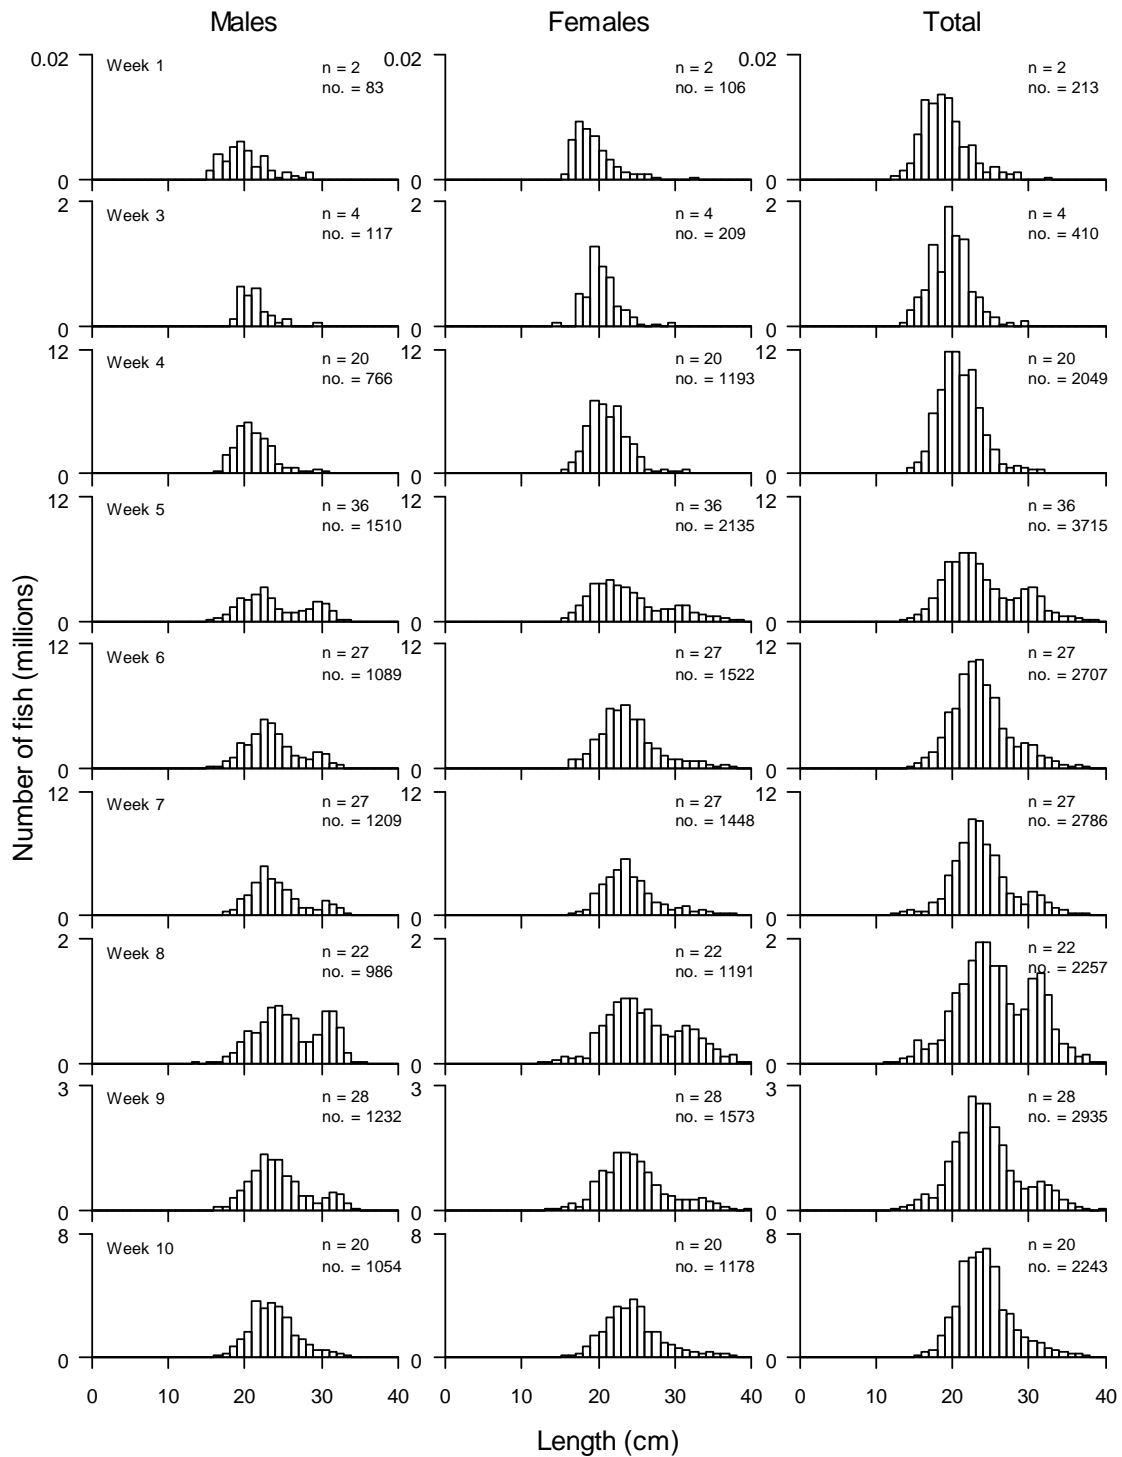 Males Females Total
Number of fish (millions)
0.02 Week 1 n = 2 0.02 n = 2 0.02 n = 2
no. = 83 no. = 106 no. = 213
0 0 0
2 Week 3 n = 4 2 n = 4 2 n = 4
no. = 117 no. = 209 no. = 410
0 0 0
12 Week 4 n = 20 12 n = 20 12 n = 20
no. = 766 no. = 1193 no. = 2049
0 0 0
12 Week 5 n = 36 12 n = 36 12 n = 36
no. = 1510 no. = 2135 no. = 3715
0 0 0
12 Week 6 n = 27 12 n = 27 12 n = 27
no. = 1089 no. = 1522 no. = 2707
0 0 0
12 Week 7 n = 27 12 n = 27 12 n = 27
no. = 1209 no. = 1448 no. = 2786
0 0 0
2 Week 8 n = 22 2 n = 22 2 n = 22
no. = 986 no. = 1191 no. = 2257
0 0 0
3 Week 9 n = 28 3 n = 28 3 n = 28
no. = 1232 no. = 1573 no. = 2935
0 0 0
8 Week 10 n = 20 8 n = 20 8 n = 20
no. = 1054 no. = 1178 no. = 2243
0 0 0
0 10 20 30 40 0 10 20 30 40 0 10 20 30 40
Length (cm)